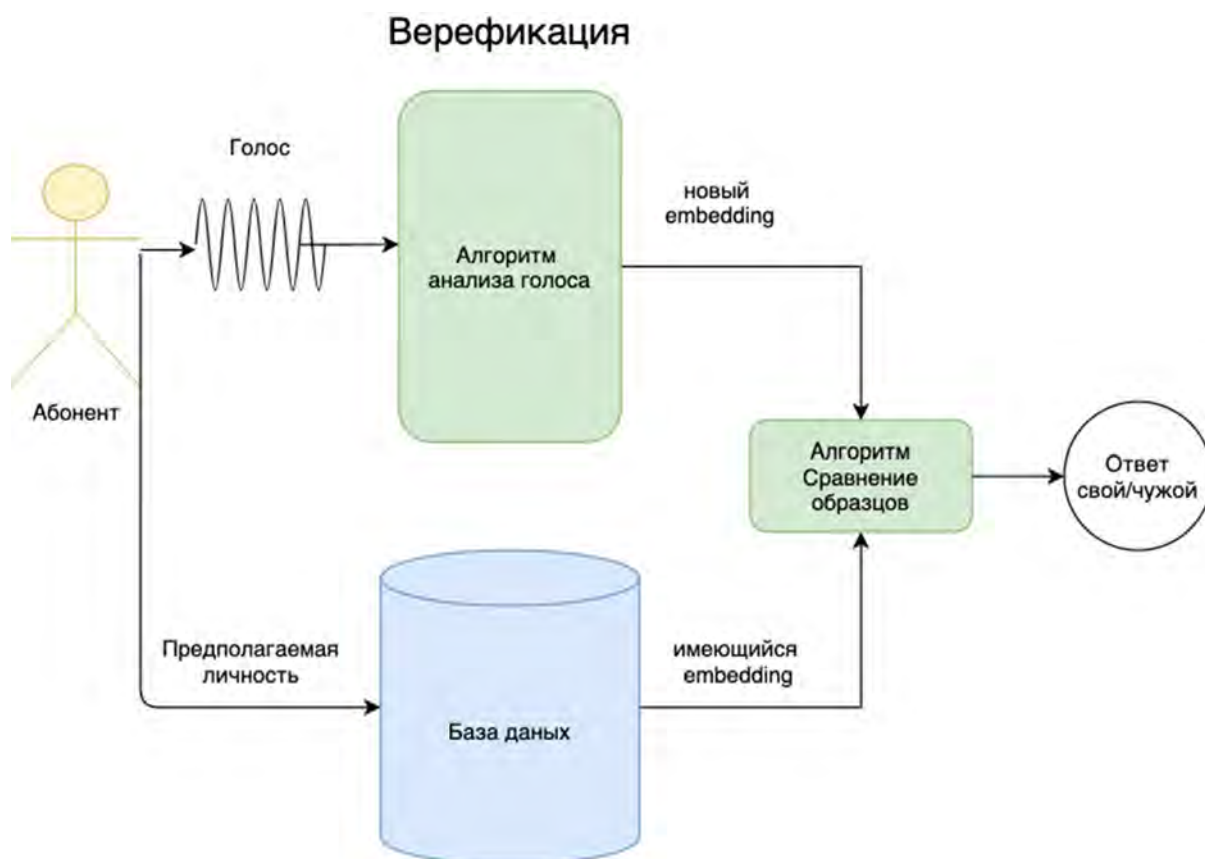 Верефикация
Голос
новый
embedding
Алгоритм
анализа голоса
Абонент
Алгоритм
Сравнение
образцов
Ответ
свой/чужой
Предполагаемая
личность
имеющийся
embedding
База даных